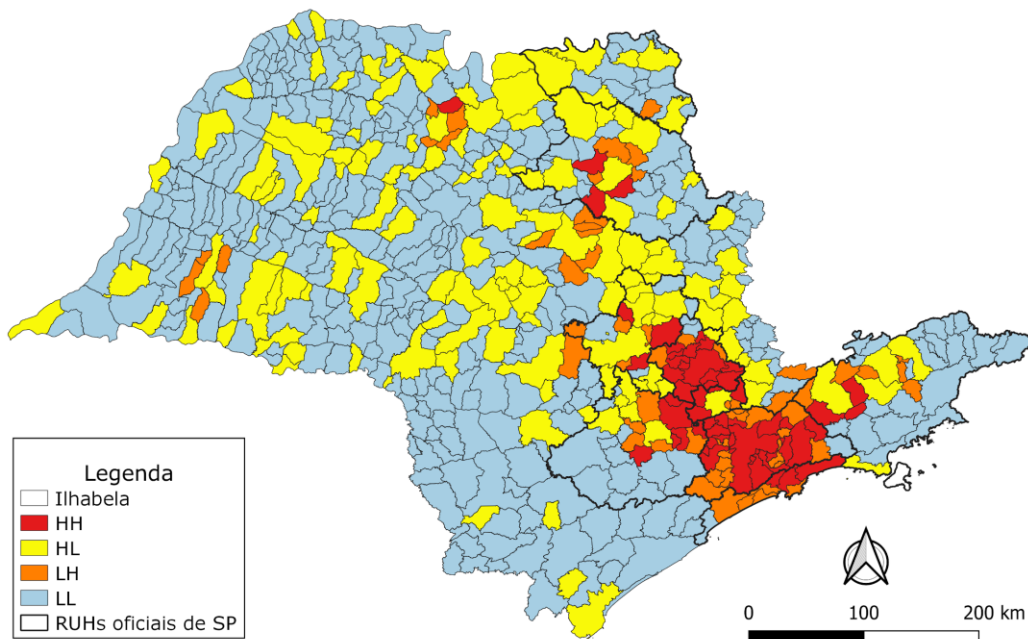 Legenda
Ilhabela
HH
HL
LH
LL
RUHs oficiais de SP
0 100 200 km